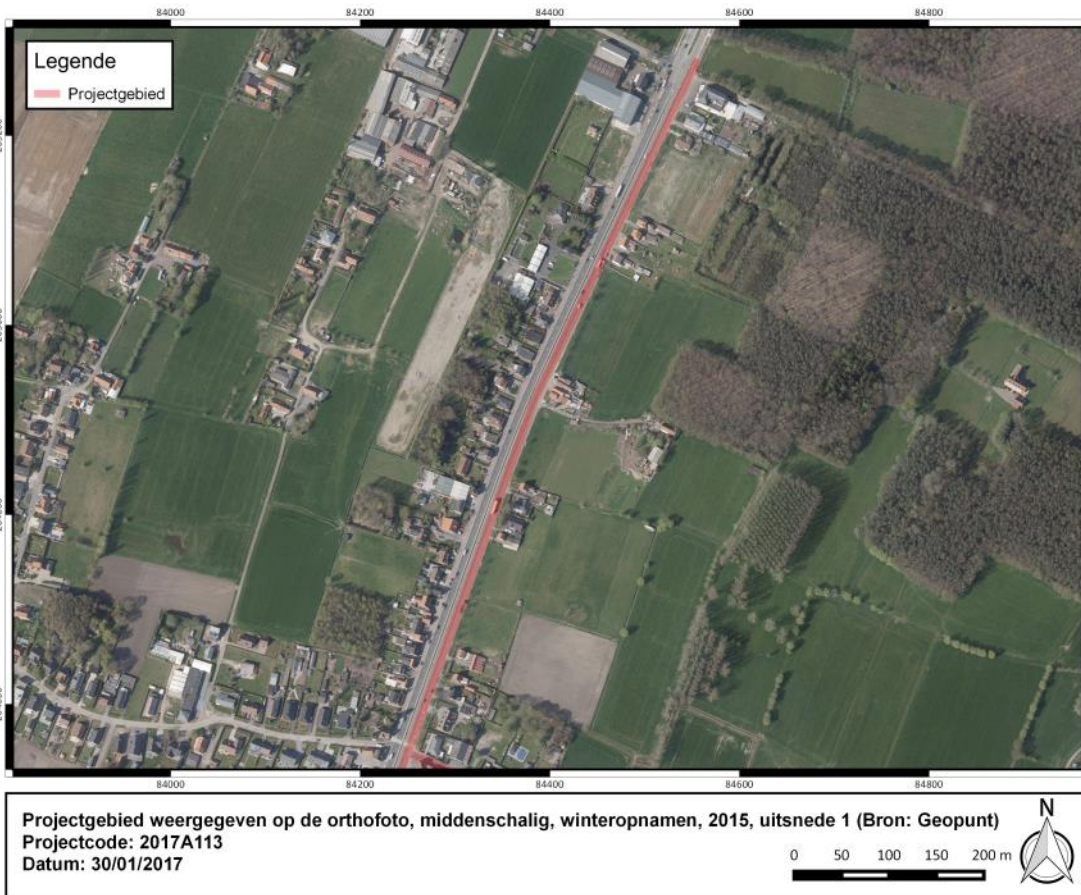 84000 84200 84400 84600 84800
Legende
Projectgebied
84000 84200 84400 84600 84800
Projectgebied weergegeven op de orthofoto, middenschalig, winteropnamen, 2015, uitsnede 1 (Bron: Geopunt)
Projectcode: 2017A113
Datum: 30/01/2017
N
0 50 100 150 200 m